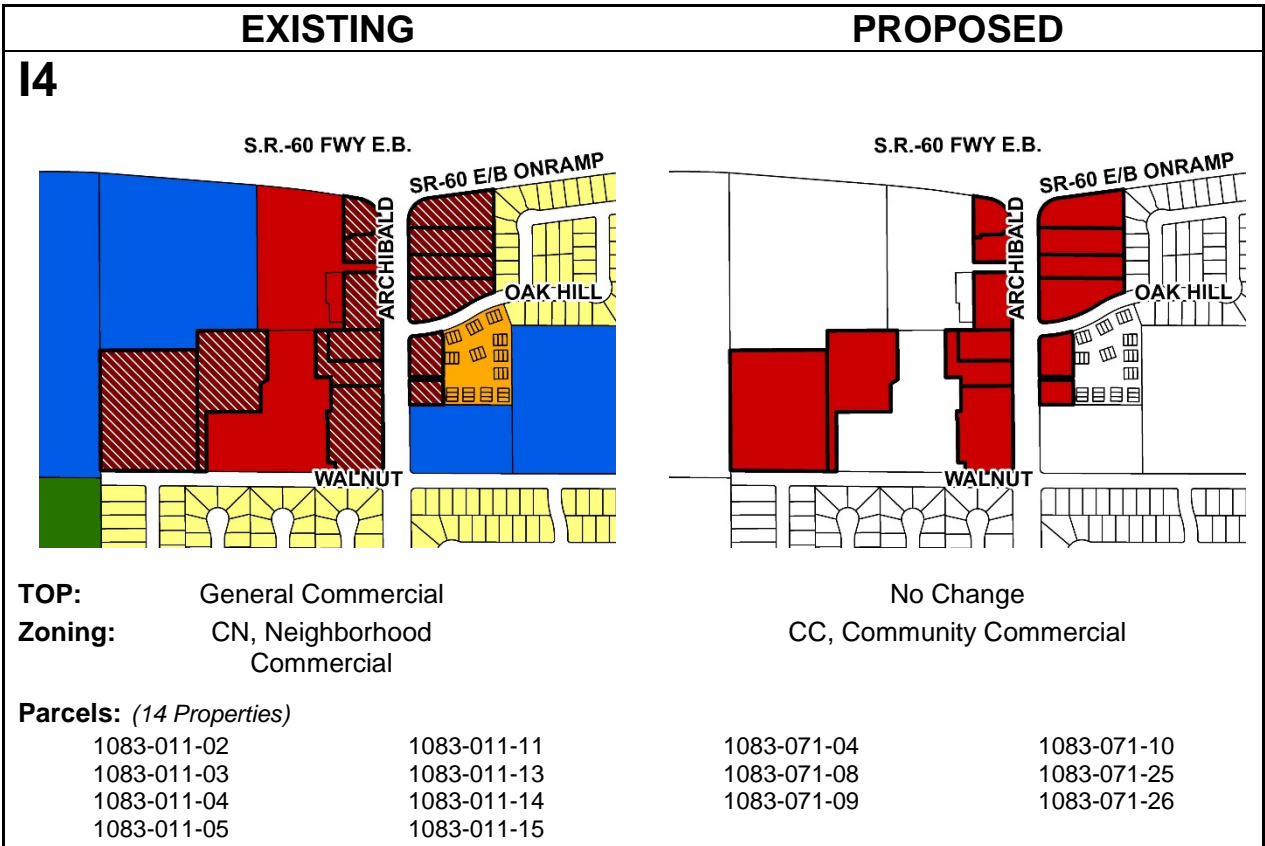 EXISTING PROPOSED
I4
S.R.-60 FWY E.B.
SR-60 E/B ONRAMP
ARCHIBALD
OAK HILL
WALNUT
S.R.-60 FWY E.B.
SR-60 E/B ONRAMP
ARCHIBALD
OAK HILL
WALNUT
TOP: General Commercial No Change
Zoning: CN, Neighborhood CC, Community Commercial
Commercial
Parcels: (14 Properties)
1083-011-02 1083-011-11 1083-071-04 1083-071-10
1083-011-03 1083-011-13 1083-071-08 1083-071-25
1083-011-04 1083-011-14 1083-071-09 1083-071-26
1083-011-05 1083-011-15